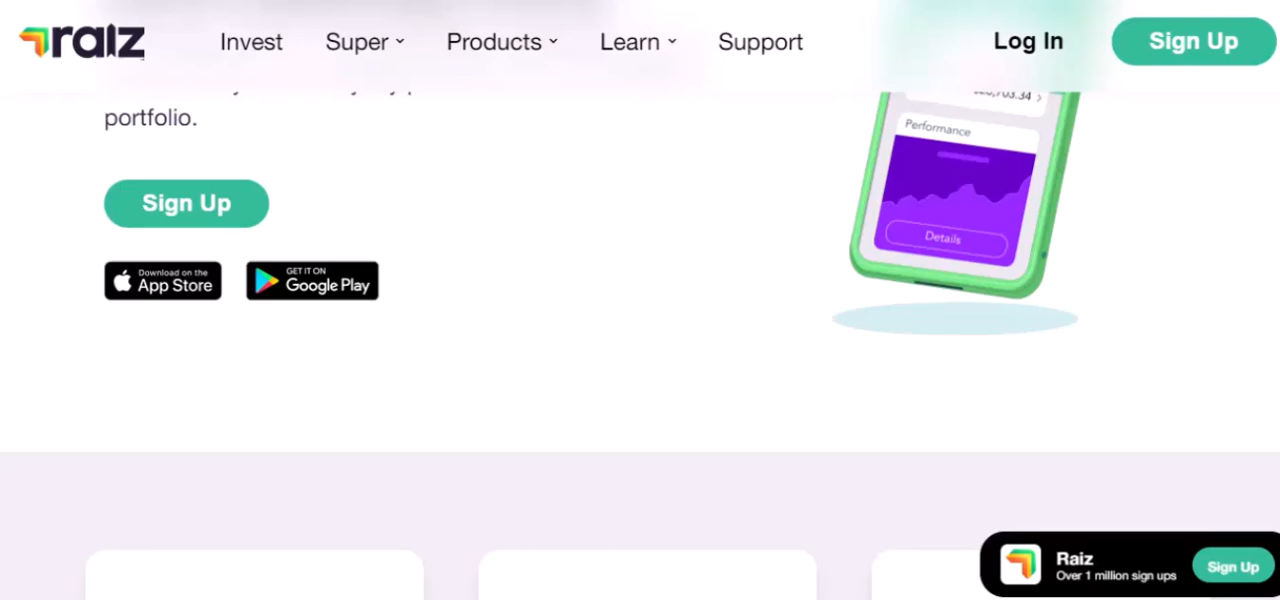 raiz
Invest
Super
Products
Learn
Support
Log In
Sign Up
portfolio.
Sign Up
Download on the
App Store
GET IT ON
Google Play
Performance
Details
Raiz
Over 1 million sign ups
Sign Up